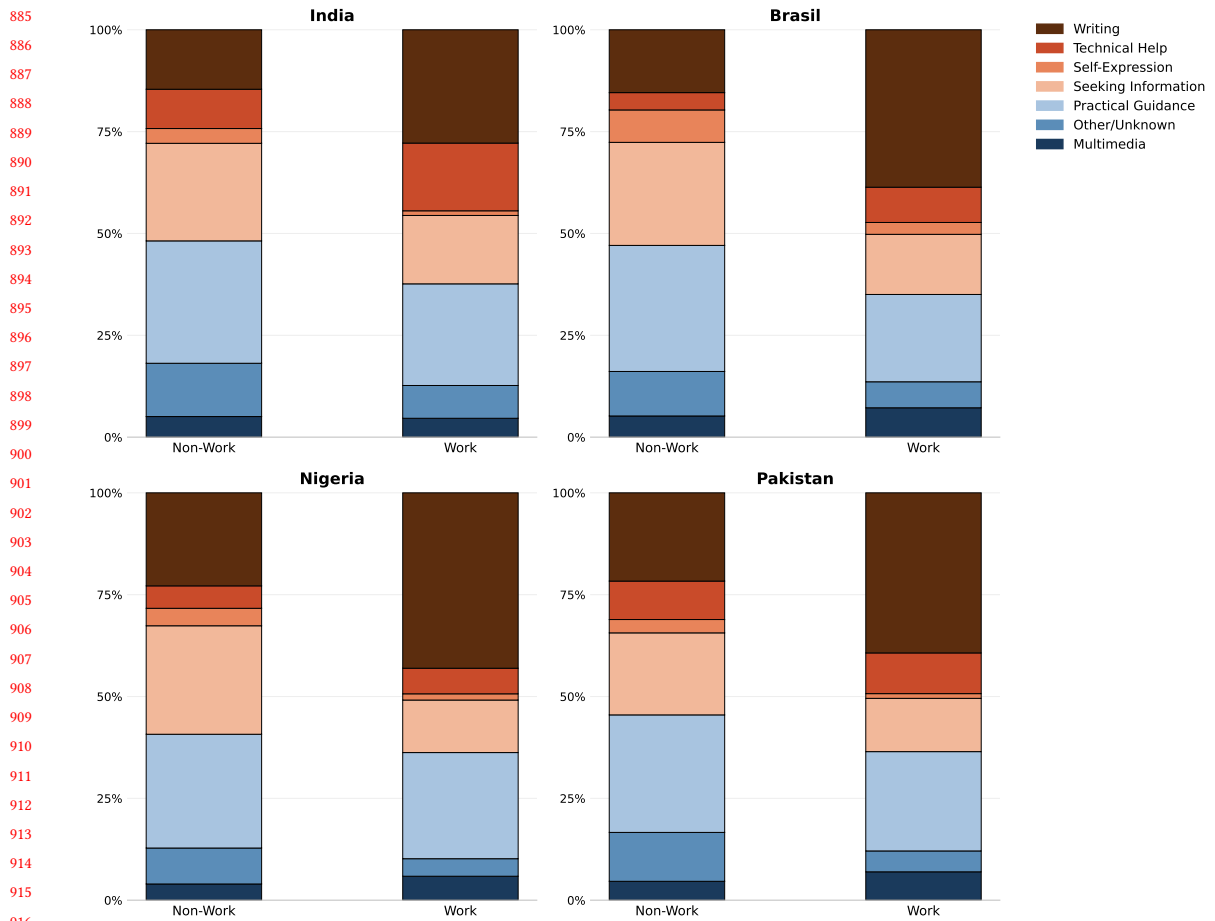 885
886
887
888
889
890
891
892
893
894
895
896
897
898
899
900
901
902
903
904
905
906
907
908
909
910
911
912
913
914
915
India
100%
75%
50%
25%
0%
Non-Work
Work
Brasil
100%
75%
50%
25%
0%
Non-Work
Work
Writing
Technical Help
Self-Expression
Seeking Information
Practical Guidance
Other/Unknown
Multimedia
Nigeria
100%
75%
50%
25%
0%
Non-Work
Work
Pakistan
100%
75%
50%
25%
0%
Non-Work
Work